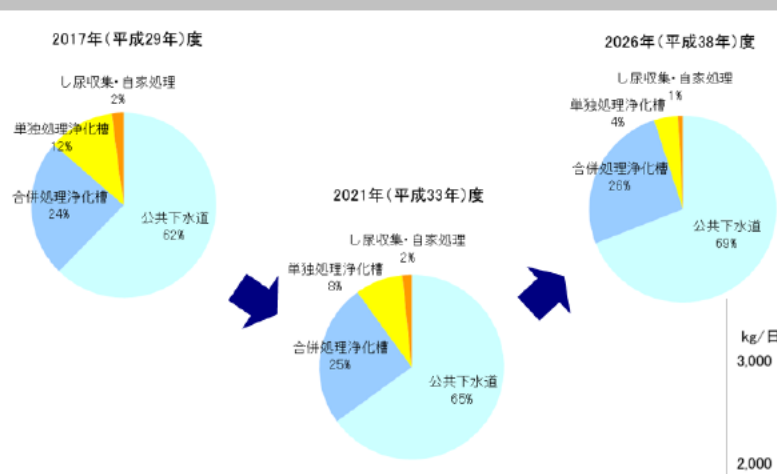 2017年(平成29年)度
し尿収集・自家処理
2%
単独処理浄化槽
12%
合併処理浄化槽
24%
公共下水道
62%
2021年(平成33年)度
し尿収集・自家処理
2%
単独処理浄化槽
8%
合併処理浄化槽
25%
公共下水道
65%
2026年(平成38年)度
し尿収集・自家処理
1%
単独処理浄化槽
4%
合併処理浄化槽
26%
公共下水道
69%
kg/日
3,000
2,000